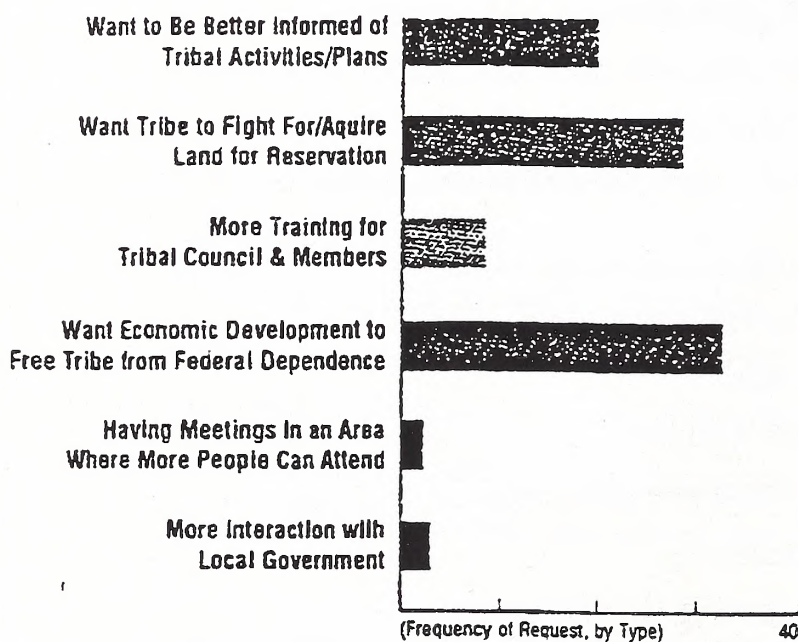 Want to Be Better Informed of
Tribal Activities/Plans
Want Tribe to Fight For/Aquire
Land for Reservation
More Training for
Tribal Council & Members
Want Economic Development to
Free Tribe from Federal Dependence
Having Meetings in an Area
Where More People Can Attend
More Interaction with
Local Government
(Frequency of Request, by Type) 40